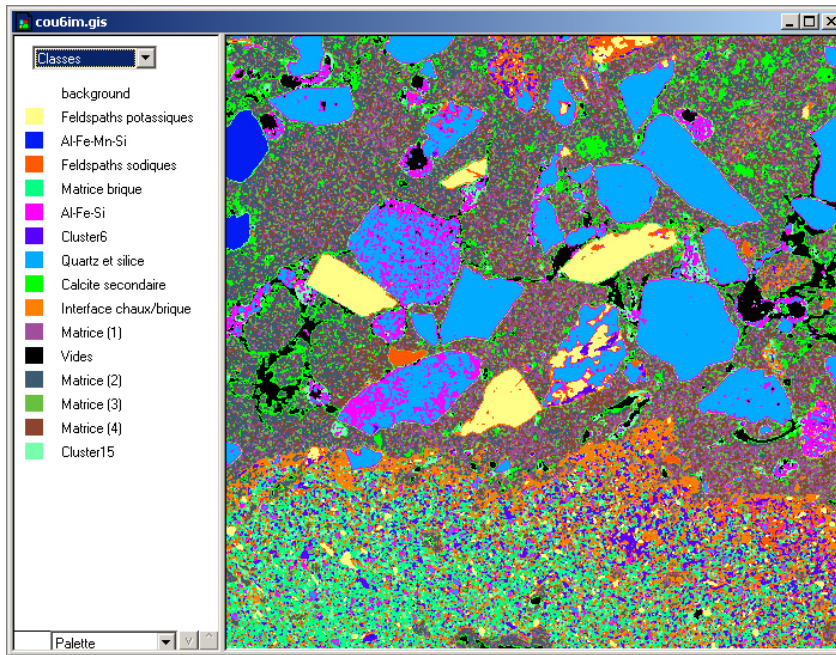 cou6im.gis
Classes
background
Feldspaths potassiques
Al-Fe-Mn-Si
Feldspaths sodiques
Matrice brique
Al-Fe-Si
Cluster6
Quartz et silice
Calcite secondaire
Interface chaux/brique
Matrice (1)
Vides
Matrice (2)
Matrice (3)
Matrice (4)
Cluster15
Palette